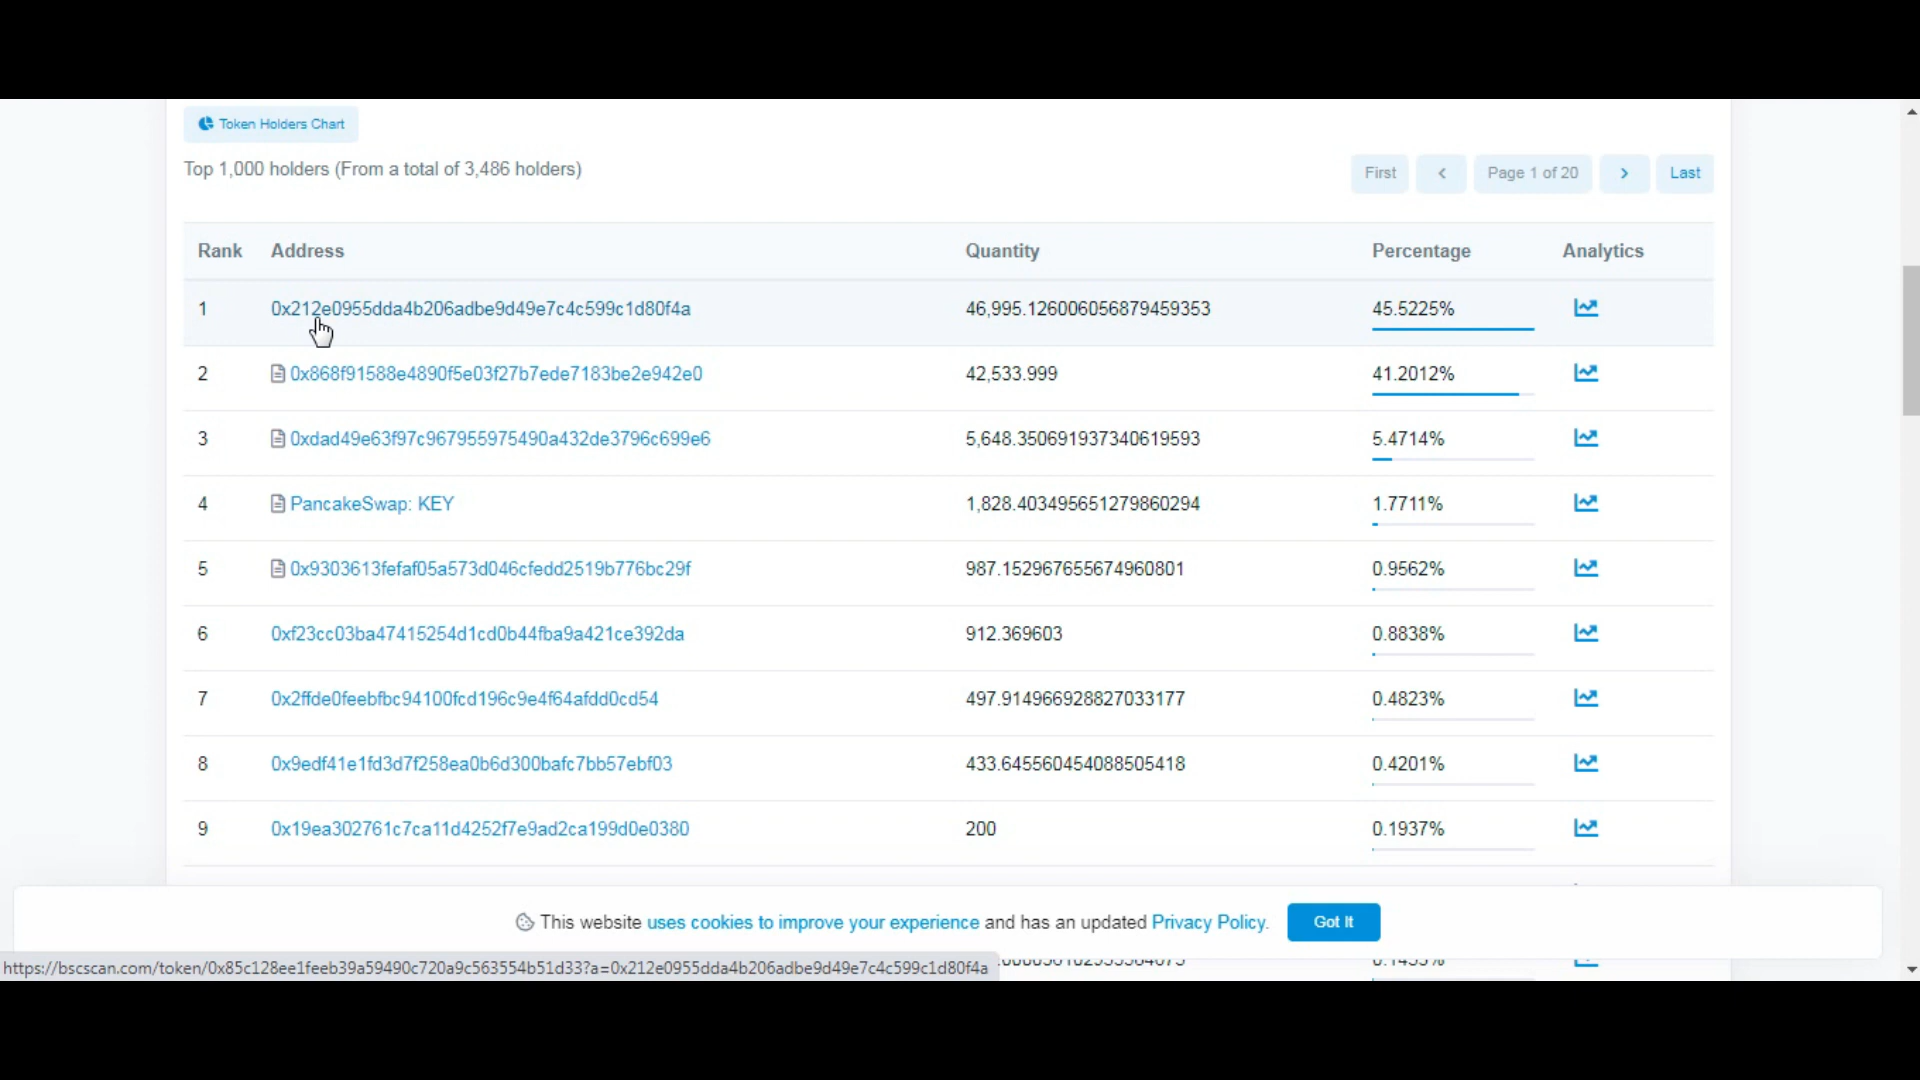 Token Holders Chart
Top 1,000 holders (From a total of 3,486 holders)
First
Page 1 of 20
Last
Rank Address Quantity Percentage Analytics
1 0x212e0955dda4b206adbe9d49e7c4c599c1d80f4a 46,995.126006056879459353 45.5225%
2 0x868f91588e4890f5e03f27b7ede7183be2e942e0 42,533.999 41.2012%
3 0xdad49e63f97c967955975490a432de3796c699e6 5,648.350691937340619593 5.4714%
4 PancakeSwap: KEY 1,828.403495651279860294 1.7711%
5 0x9303613fefaf05a573d046cfedd2519b776bc29f 987.152967655674960801 0.9562%
6 0xf23cc03ba47415254d1cd0b44fba9a421ce392da 912.369603 0.8838%
7 0x2ffde0feebfbc94100fcd196c9e4f64afdd0cd54 497.914966928827033177 0.4823%
8 0x9edf41e1fd3d7f258ea0b6d300bafc7bb57ebf03 433.645560454088505418 0.4201%
9 0x19ea302761c7ca11d4252f7e9ad2ca199d0e0380 200 0.1937%
This website uses cookies to improve your experience and has an updated Privacy Policy.
Got It
https://bscscan.com/token/0x85c128ee1feeb39a59490c720a9c563554b51d33?a=0x212e0955dda4b206adbe9d49e7c4c599c1d80f4a